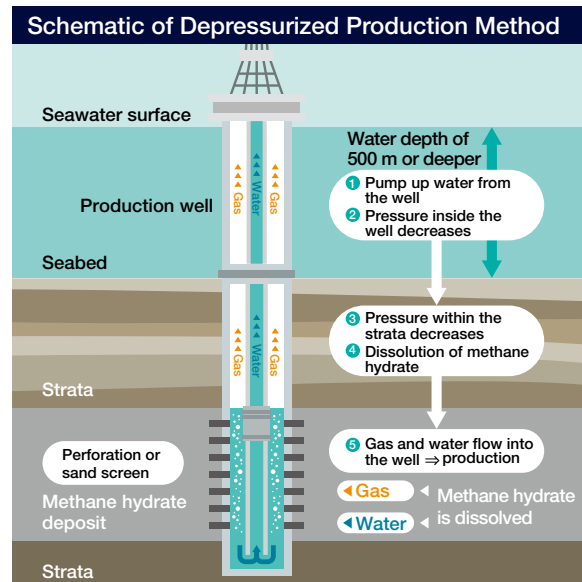 Schematic of Depressurized Production Method
Seawater surface
Water depth of
500 m or deeper
Gas
Water
Gas
1 Pump up water from
the well
2 Pressure inside the
well decreases
Production well
Seabed
Gas
Water
Gas
3 Pressure within the
strata decreases
4 Dissolution of methane
hydrate
Strata
5 Gas and water flow into
the well ⇒ production
Perforation or
sand screen
Methane hydrate
deposit
Gas
Water
Methane hydrate
is dissolved
Strata